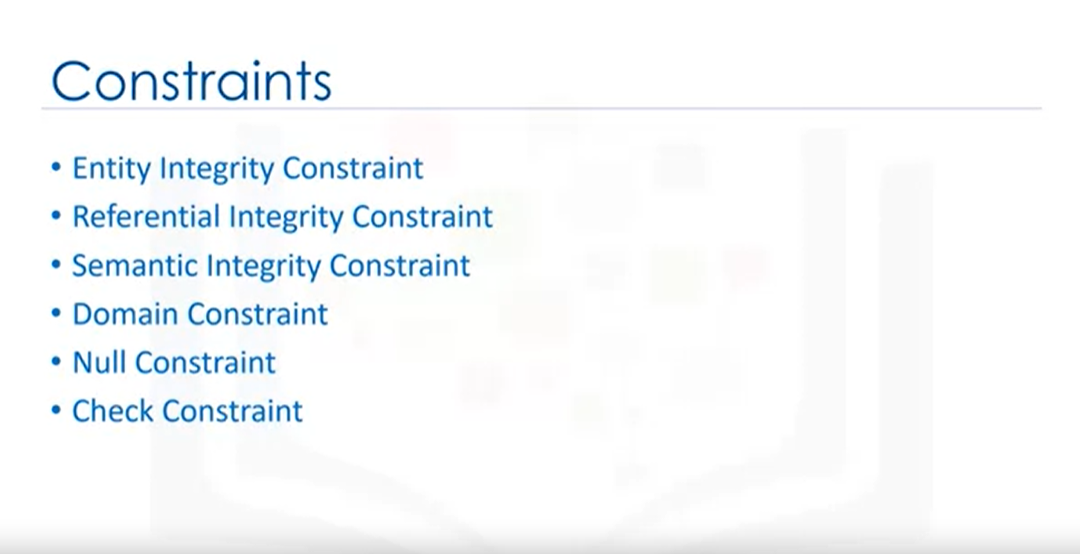 Constraints
• Entity Integrity Constraint
• Referential Integrity Constraint
• Semantic Integrity Constraint
• Domain Constraint
• Null Constraint
• Check Constraint